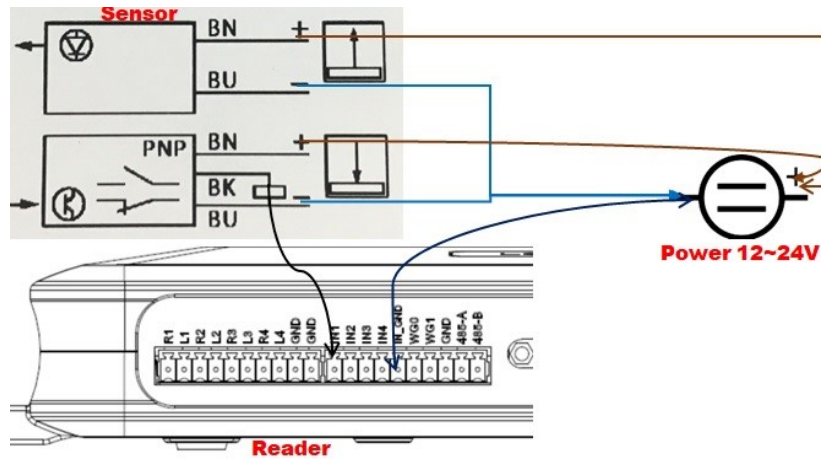 Sensor
BN
+
BU
-
PNP
BN
+
BK
-
BU
+
Power 12~24V
R1
L1
R2
L2
R3
L3
R4
L4
GND
GND
IN1
IN2
IN3
IN4
IN_GND
WG0
WG1
GND
485-A
485-B
Reader